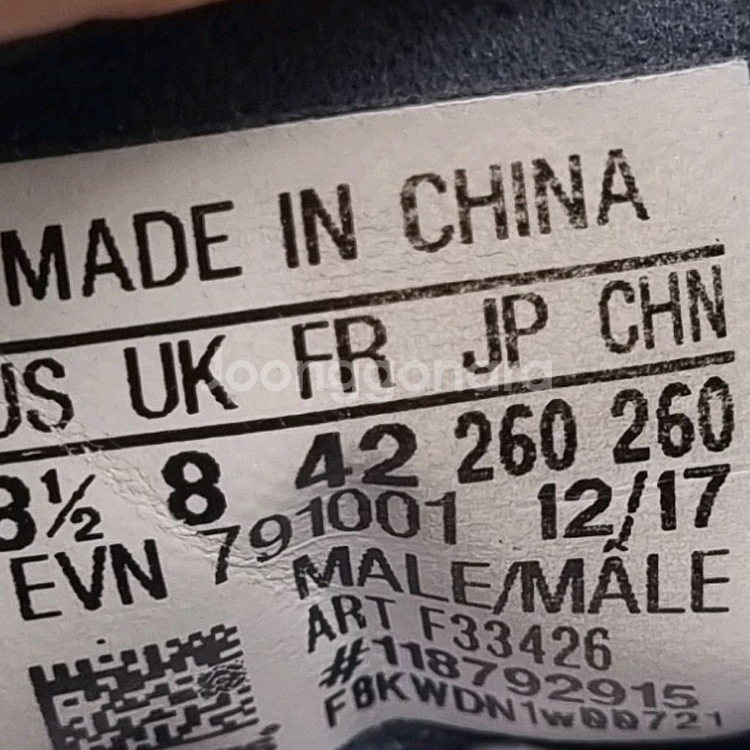 MADE IN CHINA
US UK FR JP CHN
Joonggonara
8½ 8 42 260 260
EVN 791001 12/17
MALE/MÂLE
ART F33426
#118792915